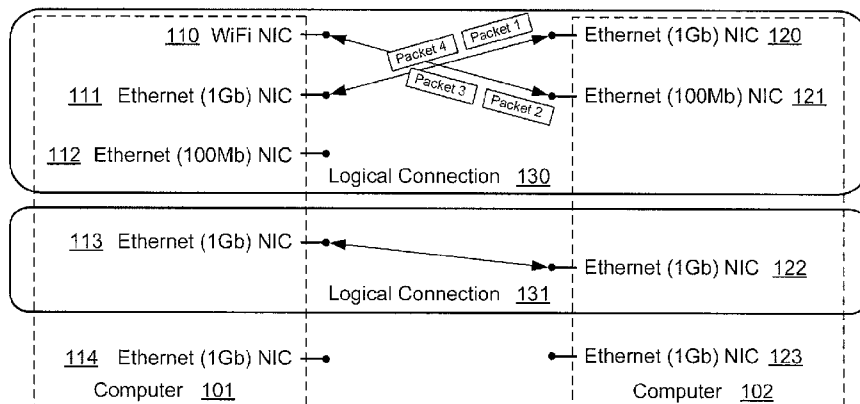 110 WiFi NIC
Packet 4 Packet 1
Ethernet (1Gb) NIC 120
111 Ethernet (1Gb) NIC
Packet 3 Packet 2
Ethernet (100Mb) NIC 121
112 Ethernet (100Mb) NIC
Logical Connection 130
113 Ethernet (1Gb) NIC
Ethernet (1Gb) NIC 122
Logical Connection 131
114 Ethernet (1Gb) NIC
Ethernet (1Gb) NIC 123
Computer 101
Computer 102